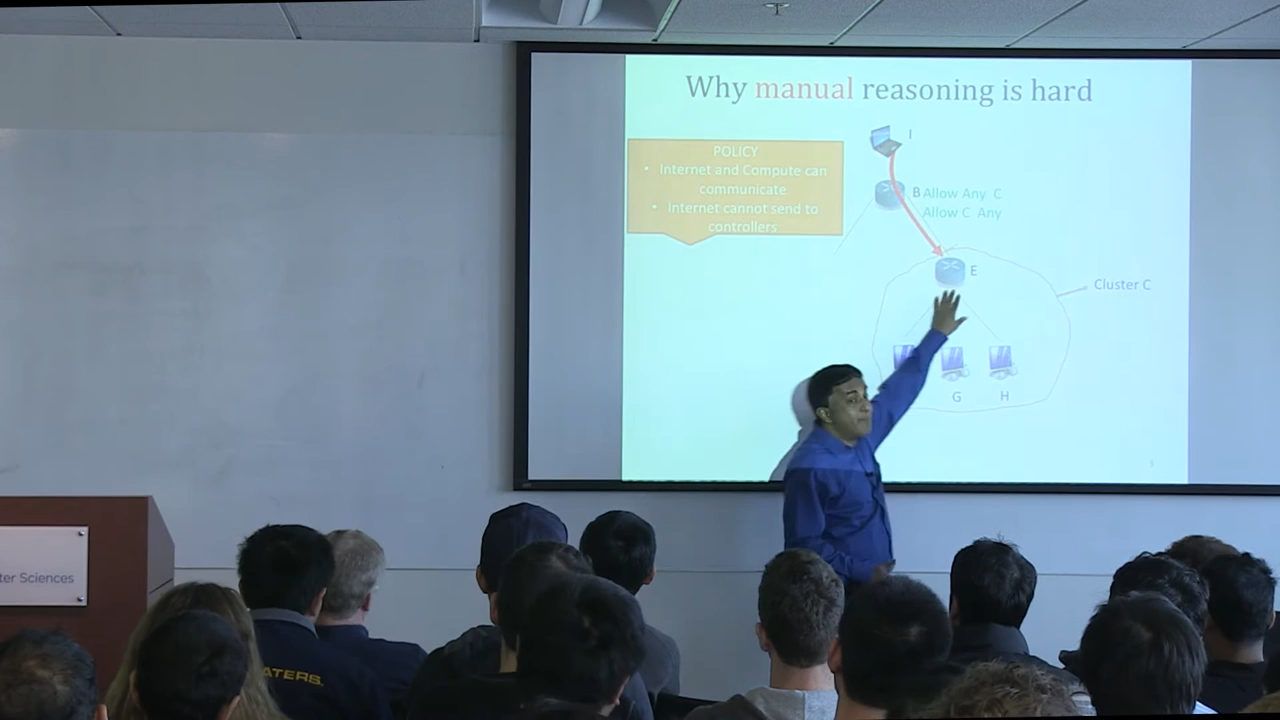 Why manual reasoning is hard
POLICY
• Internet and Compute can
communicate
• Internet cannot send to
controllers
I
B Allow Any C
Allow C Any
E
Cluster C
G
H
ter Sciences
ATERS.